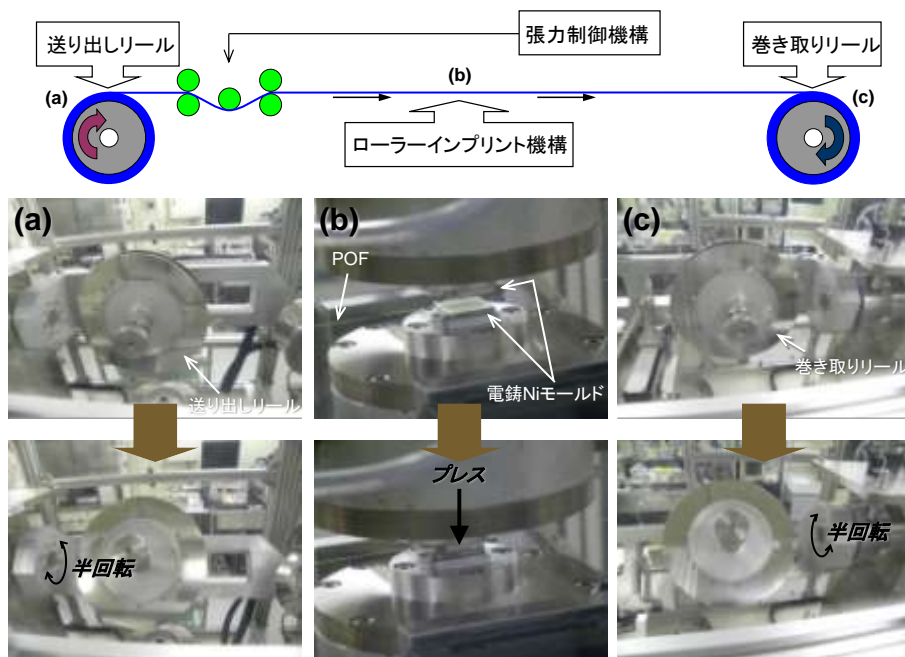 送り出しリール
張力制御機構
巻き取りリール
(a)
(b)
(c)
ローラーインプリント機構
(a)
(b)
(c)
POF
送り出しリール
電鋳Niモールド
巻き取りリール
半回転
プレス
半回転